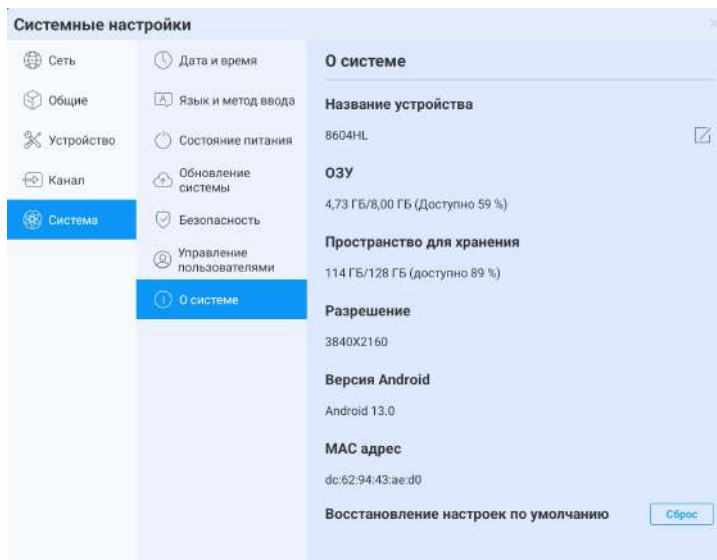 Системные настройки
Сеть
Общие
Устройство
Канал
Система
Дата и время
Язык и метод ввода
Состояние питания
Обновление
системы
Безопасность
Управление
пользователями
О системе
О системе
Название устройства
8604HL
ОЗУ
4,73 ГБ/8,00 ГБ (Доступно 59 %)
Пространство для хранения
114 ГБ/128 ГБ (доступно 89 %)
Разрешение
3840X2160
Версия Android
Android 13.0
MAC адрес
dc:62:94:43:ae:d0
Восстановление настроек по умолчанию
Сброс